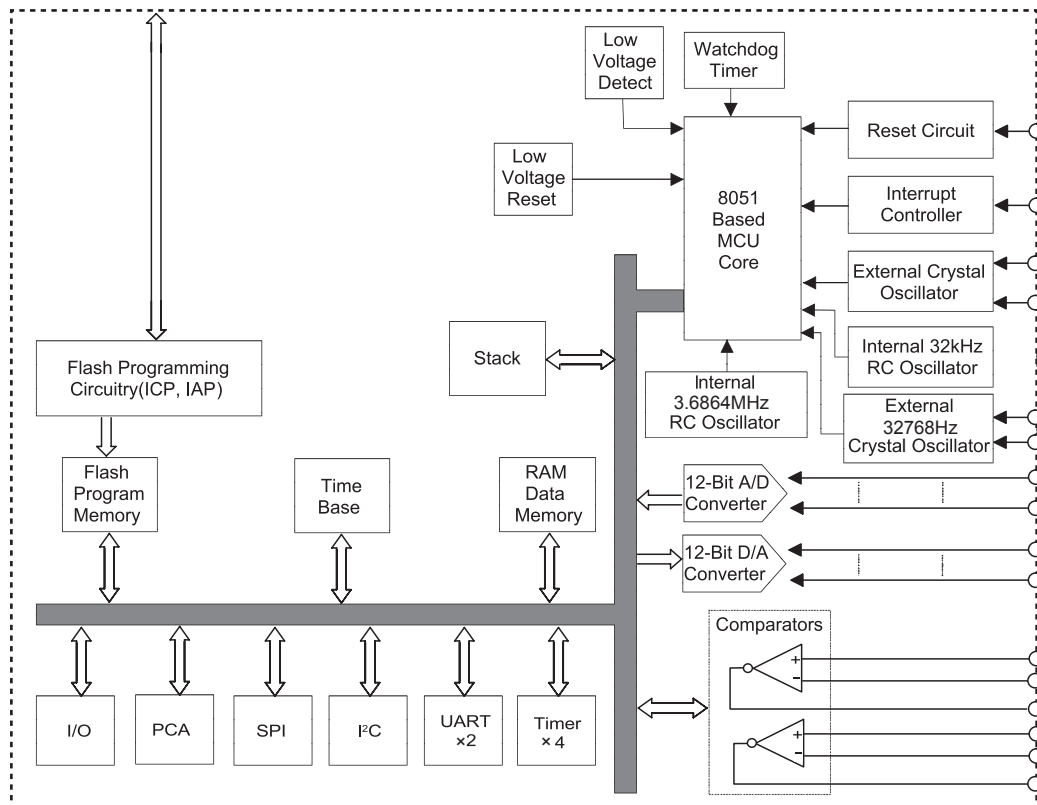 Low
Voltage
Detect
Watchdog
Timer
Low
Voltage
Reset
8051
Based
MCU
Core
Reset Circuit
Interrupt
Controller
External Crystal
Oscillator
Internal 32kHz
RC Oscillator
External
32768Hz
Crystal Oscillator
Internal
3.6864MHz
RC Oscillator
Stack
Flash Programming
Circuitry(ICP, IAP)
Flash
Program
Memory
Time
Base
RAM
Data
Memory
12-Bit A/D
Converter
12-Bit D/A
Converter
Comparators
+
-
+
-
I/O
PCA
SPI
I²C
UART
×2
Timer
× 4